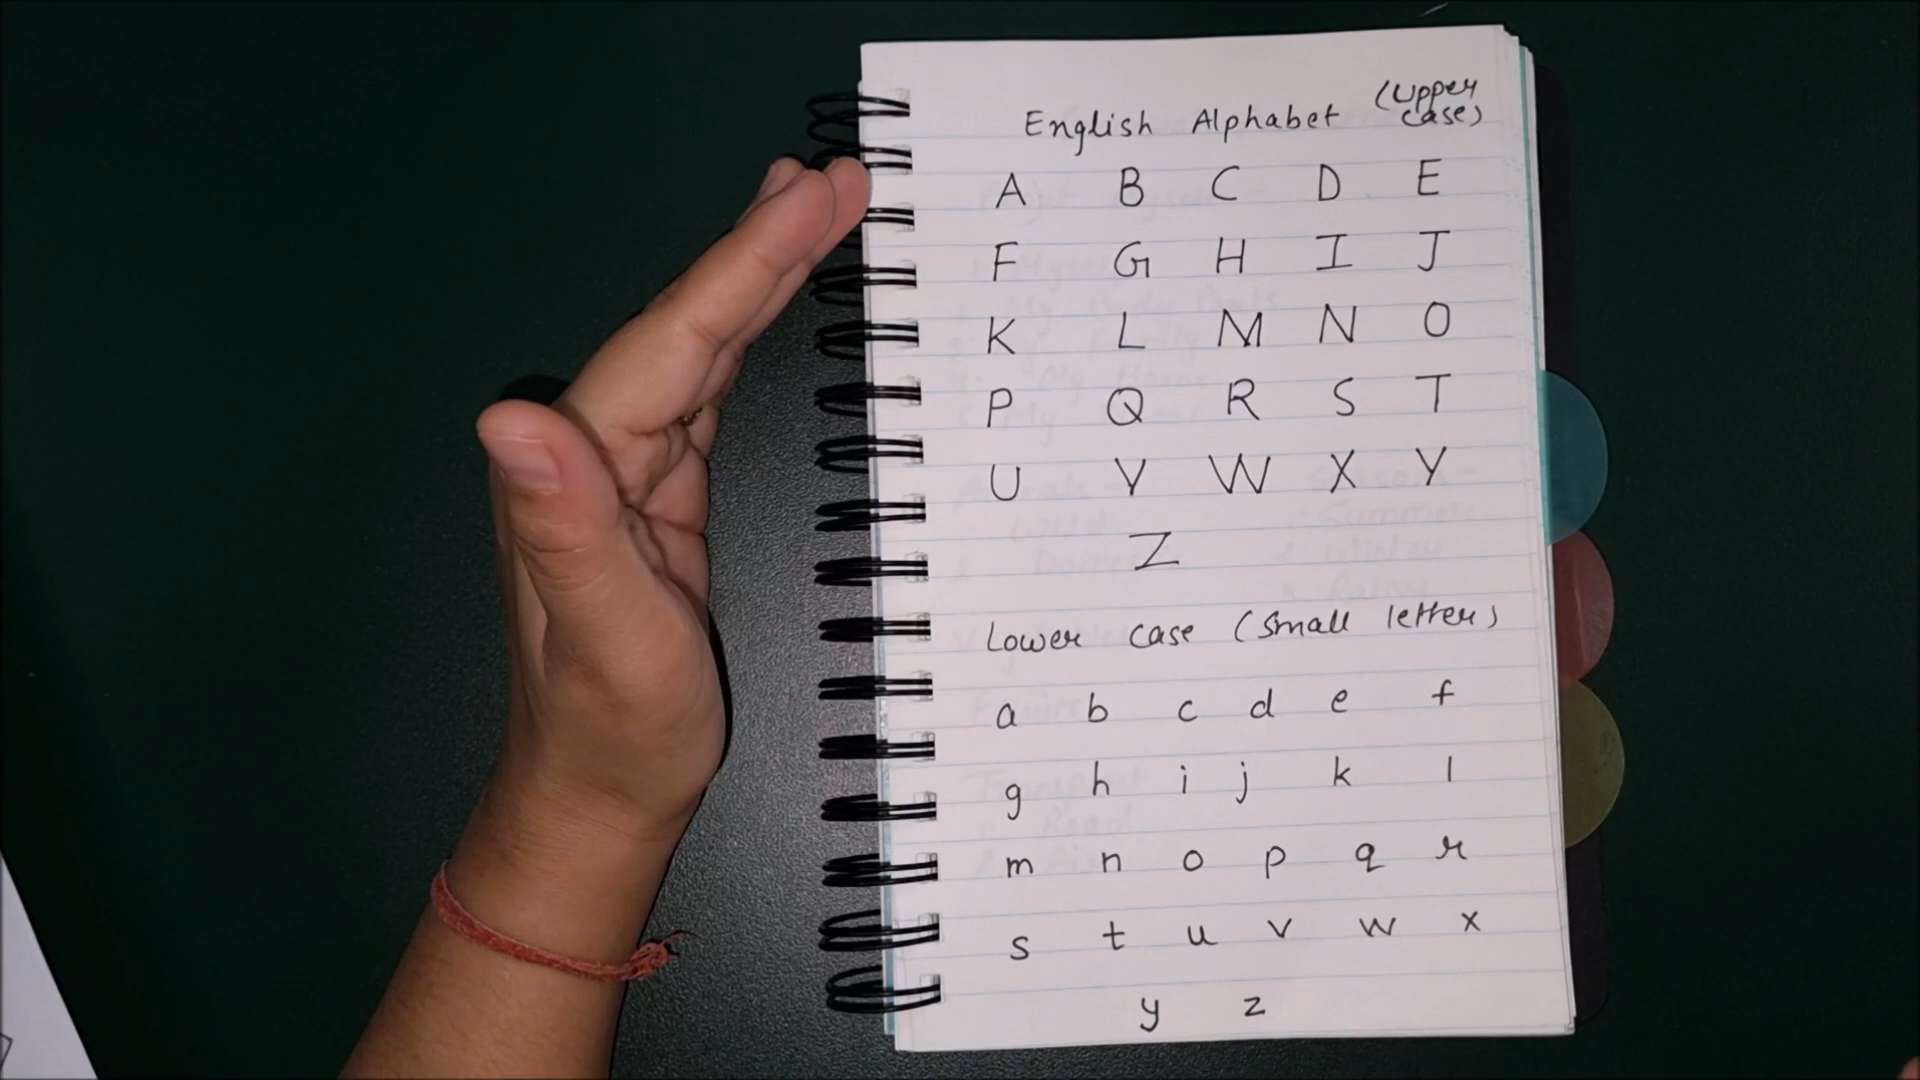 English Alphabet (Upper case)
A B C D E
F G H I J
K L M N O
P Q R S T
U V W X Y
Z
Lower case (small letters)
a b c d e f
g h i j k l
m n o p q r
s t u v w x
y z